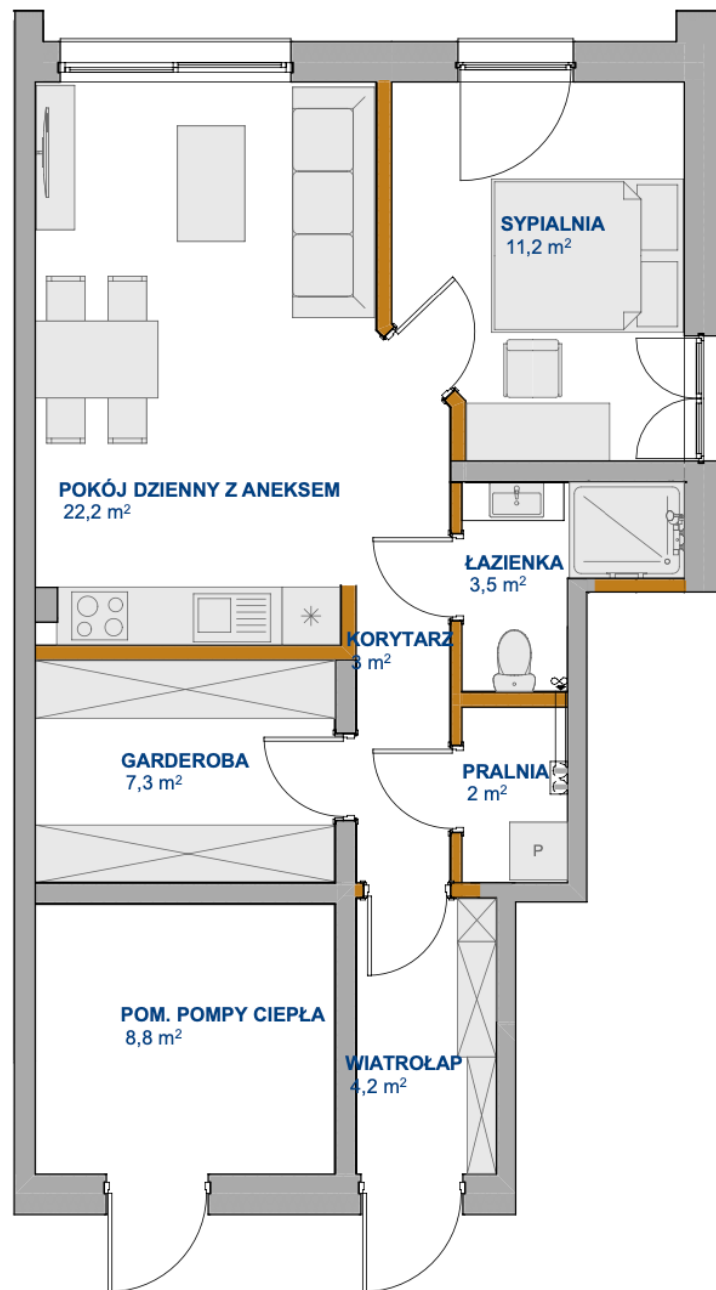 SYPIALNIA
11,2 m²
POKÓJ DZIENNY Z ANEKSEM
22,2 m²
ŁAZIENKA
3,5 m²
KORYTARZ
3 m²
GARDEROBA
7,3 m²
PRALNIA
2 m²
P
POM. POMPY CIEPŁA
8,8 m²
WIATROŁAP
4,2 m²